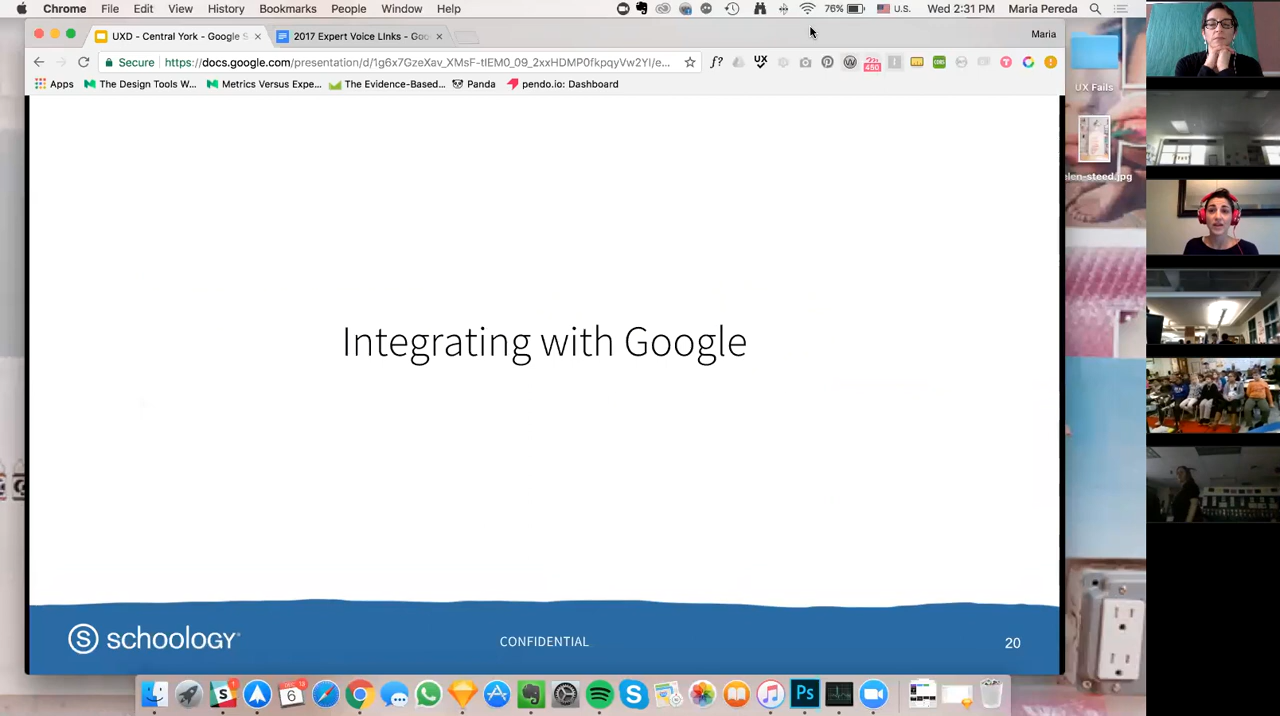 Chrome File Edit View History Bookmarks People Window Help
76% U.S. Wed 2:31 PM Maria Pereda
UXD - Central York - Google S
2017 Expert Voice LInks - Goo
Maria
Secure
https://docs.google.com/presentation/d/
Apps
The Design Tools W...
Metrics Versus Expe...
The Evidence-Based...
Panda
pendo.io: Dashboard
UX Fails
elen-steed.jpg
Integrating with Google
schoology
CONFIDENTIAL
20